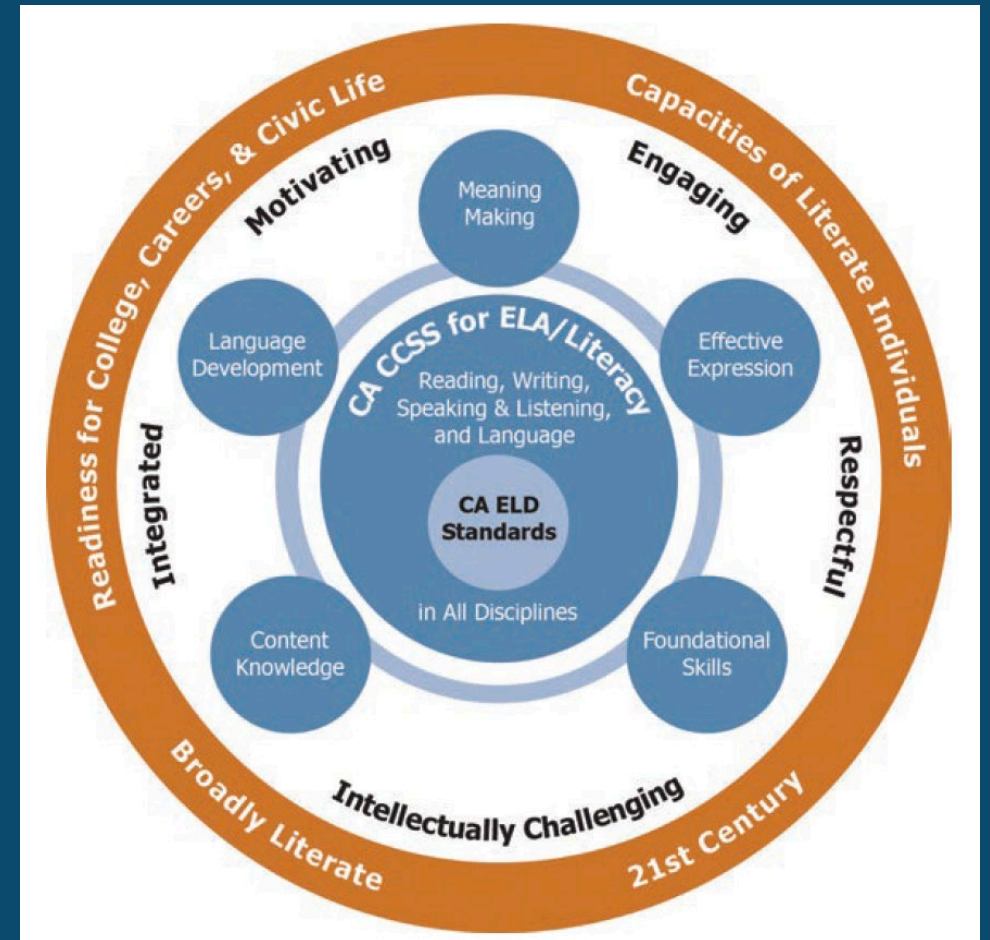 Readiness for College, Careers, & Civic Life
Capacities of Literate Individuals
Motivating
Engaging
Meaning
Making
Language
Development
Effective
Expression
CA CCSS for ELA/Literacy
Reading, Writing,
Speaking & Listening,
and Language
CA ELD
Standards
in All Disciplines
Integrated
Respectful
Content
Knowledge
Foundational
Skills
Intellectually Challenging
Broadly Literate
21st Century